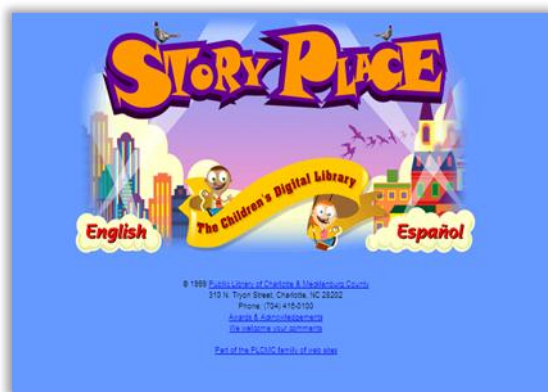 STORY PLACE
The Children's Digital Library
English
Español
© 1999 Public Library of Charlotte & Mecklenburg County
310 N. Tryon Street, Charlotte, NC 28202
Phone: (704) 416-0100
Awards & Acknowledgements
We welcome your comments
Part of the PLCMC family of web sites